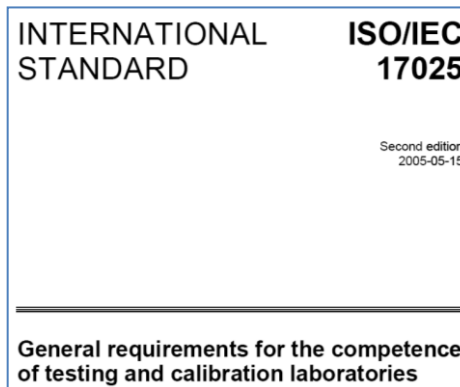 INTERNATIONAL ISO/IEC
STANDARD 17025
Second edition
2005-05-15
General requirements for the competence
of testing and calibration laboratories